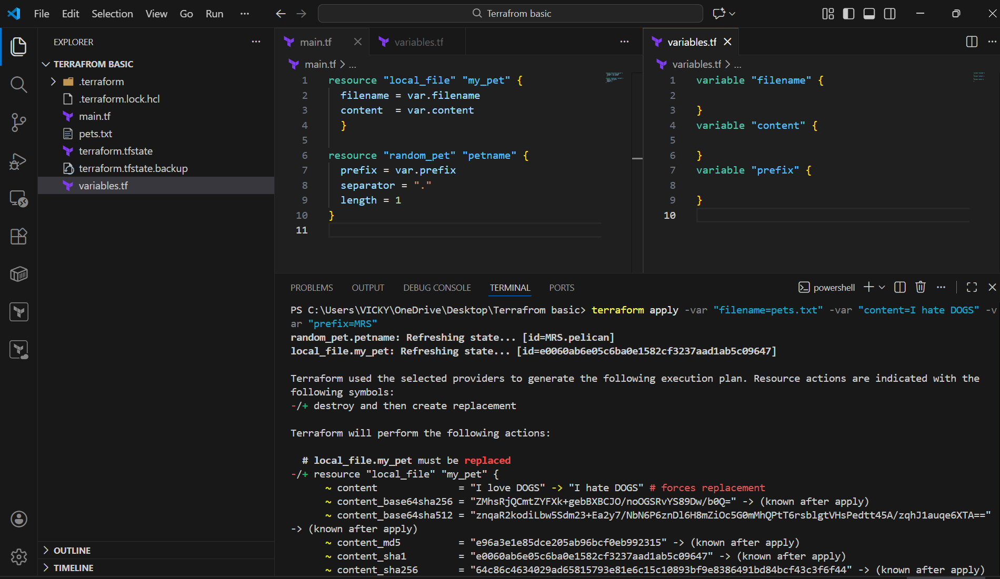 File Edit Selection View Go Run ···
Terrafrom basic
EXPLORER
TERRAFROM BASIC
.terraform
.terraform.lock.hcl
main.tf
pets.txt
terraform.tfstate
terraform.tfstate.backup
variables.tf
OUTLINE
TIMELINE
main.tf
variables.tf
main.tf > ...
1 resource "local_file" "my_pet" {
2 filename = var.filename
3 content = var.content
4 }
5
6 resource "random_pet" "petname" {
7 prefix = var.prefix
8 separator = "."
9 length = 1
10 }
11
variables.tf
variables.tf > ...
1 variable "filename" {
2
3 }
4 variable "content" {
5
6 }
7 variable "prefix" {
8
9 }
10
PROBLEMS OUTPUT DEBUG CONSOLE TERMINAL PORTS
powershell
PS C:\Users\VICKY\OneDrive\Desktop\Terrafrom basic> terraform apply -var "filename=pets.txt" -var "content=I hate DOGS" -v
ar "prefix=MRS"
random_pet.petname: Refreshing state... [id=MRS.pelican]
local_file.my_pet: Refreshing state... [id=e0060ab6e05c6ba0e1582cf3237aad1ab5c09647]
Terraform used the selected providers to generate the following execution plan. Resource actions are indicated with the
following symbols:
-/+ destroy and then create replacement
Terraform will perform the following actions:
# local_file.my_pet must be replaced
-/+ resource "local_file" "my_pet" {
~ content = "I love DOGS" -> "I hate DOGS" # forces replacement
~ content_base64sha256 = "ZMhsRjQCmtZYFXk+gebBXBCJO/noOGSRvYS89Dw/b0Q=" -> (known after apply)
~ content_base64sha512 = "znqaR2kodiLbw5Sdm23+Ea2y7/NbN6P6znDl6H8mZiOc5G0mMhQPtT6rsblgtVHsPedtt45A/zqhJ1auqe6XTA=="
-> (known after apply)
~ content_md5 = "e96a3e1e85dce205ab96bcf0eb992315" -> (known after apply)
~ content_sha1 = "e0060ab6e05c6ba0e1582cf3237aad1ab5c09647" -> (known after apply)
~ content_sha256 = "64c86c4634029ad65815793e81e6c15c10893bf9e8386491bd84bcf43c3f6f44" -> (known after apply)